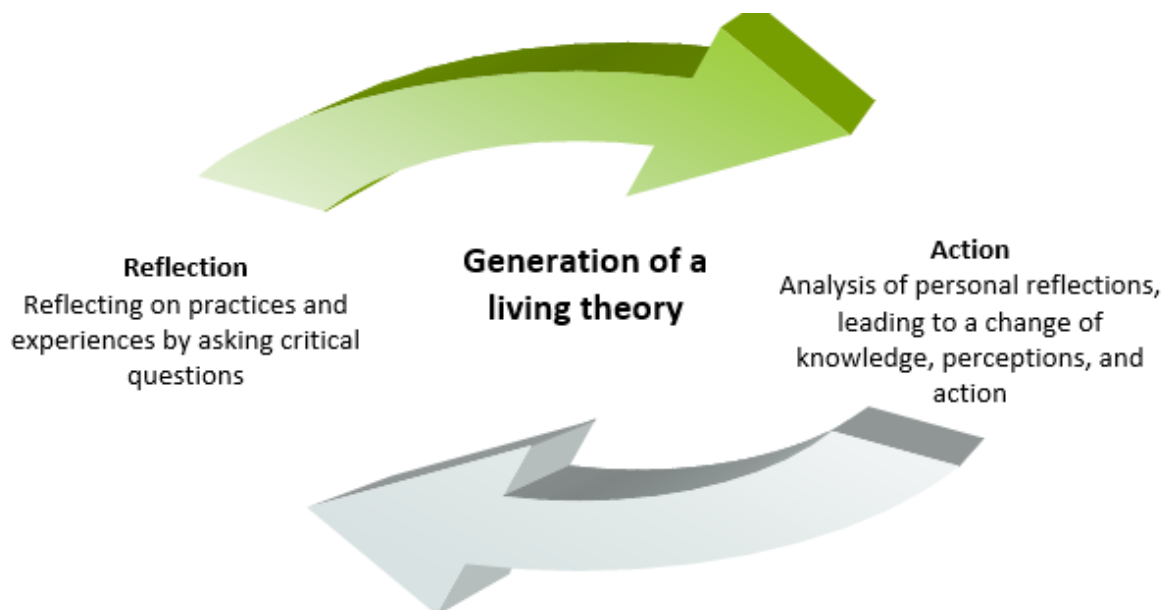 Reflection
Reflecting on practices and
experiences by asking critical
questions
Generation of a
living theory
Action
Analysis of personal reflections,
leading to a change of
knowledge, perceptions, and
action